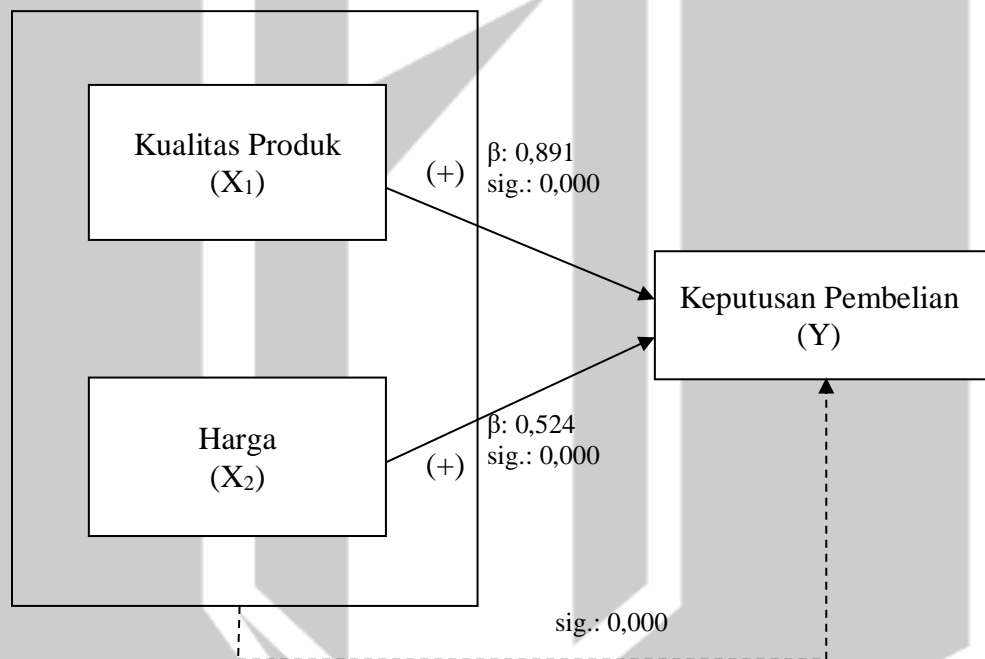 Kualitas Produk
(X₁)
(+)
β: 0,891
sig.: 0,000
Keputusan Pembelian
(Y)
Harga
(X₂)
(+)
β: 0,524
sig.: 0,000
sig.: 0,000